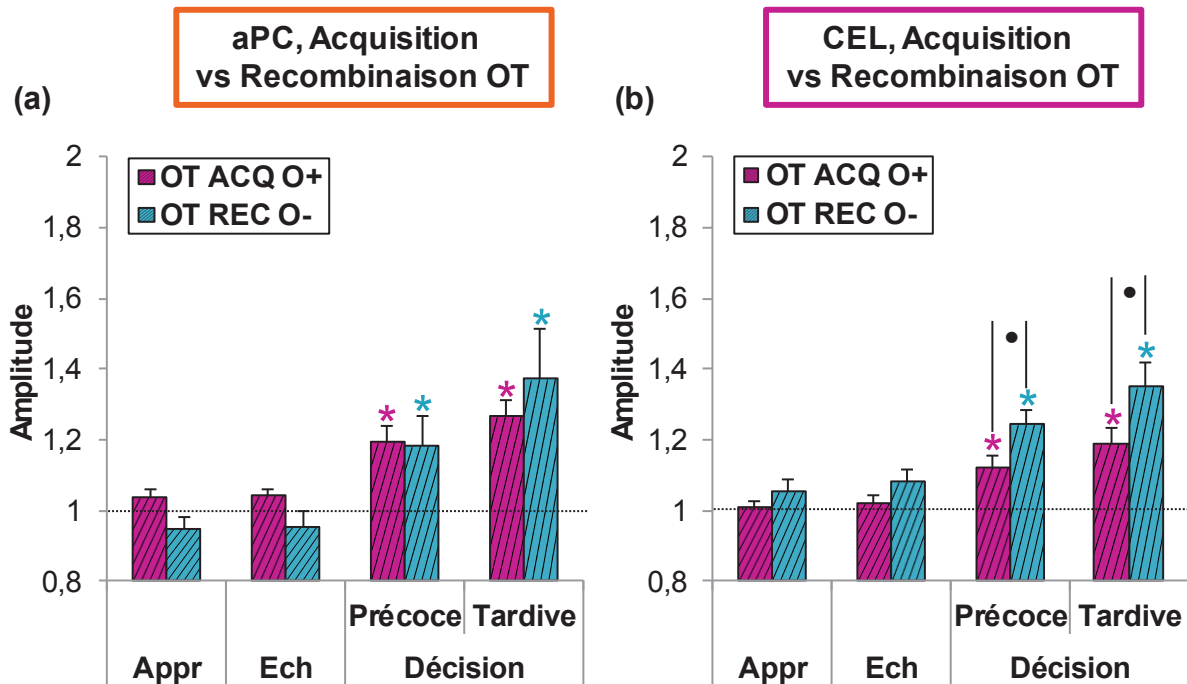 aPC, Acquisition
vs Recombinaison OT
CEL, Acquisition
vs Recombinaison OT
(a)
OT ACQ O+
OT REC O-
Amplitude
2
1,8
1,6
1,4
1,2
1
0,8
* * * *
Précoce Tardive
Appr Ech Décision
(b)
OT ACQ O+
OT REC O-
Amplitude
2
1,8
1,6
1,4
1,2
1
0,8
* * * *
Précoce Tardive
Appr Ech Décision